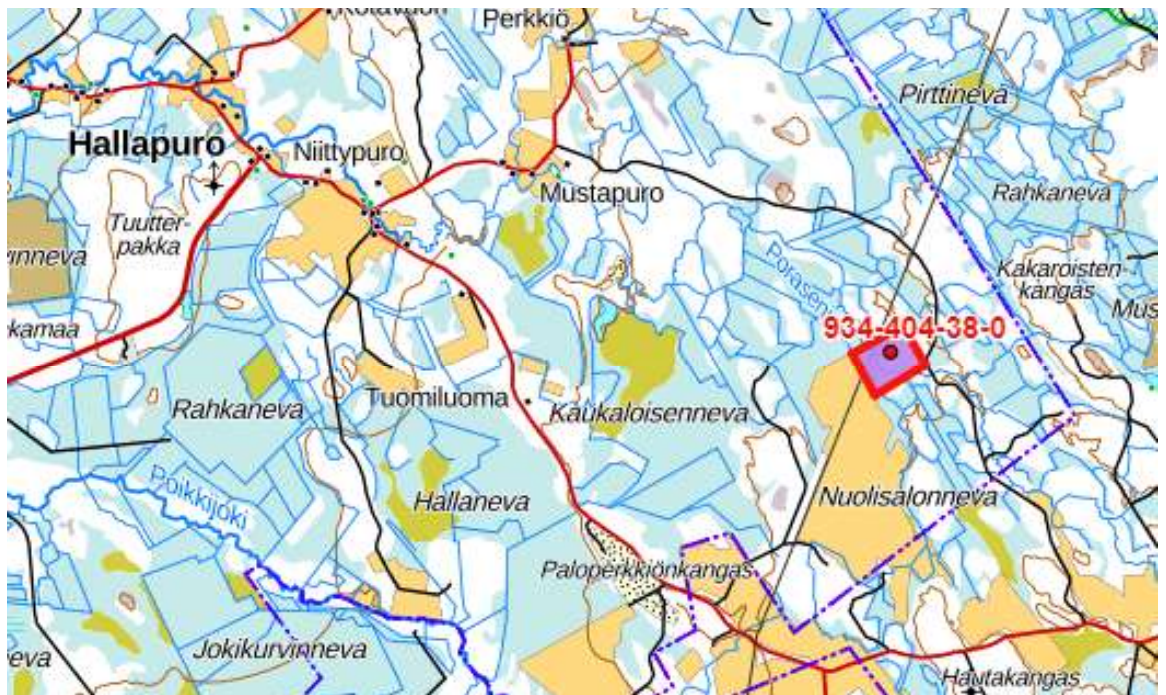 Perkkiö
Pirttineva
Hallapuro
Niittypuro
Mustapuro
Rahkaneva
Tuutter-
pakka
Kakaroisten-
kangas
934-404-38-0
Rahkaneva
Tuomiluoma
Kaukaloisenneva
Poikkijoki
Hallaneva
Nuolisalonneva
Paloperkkiönkangas
Jokikurvinneva
Hautakangas